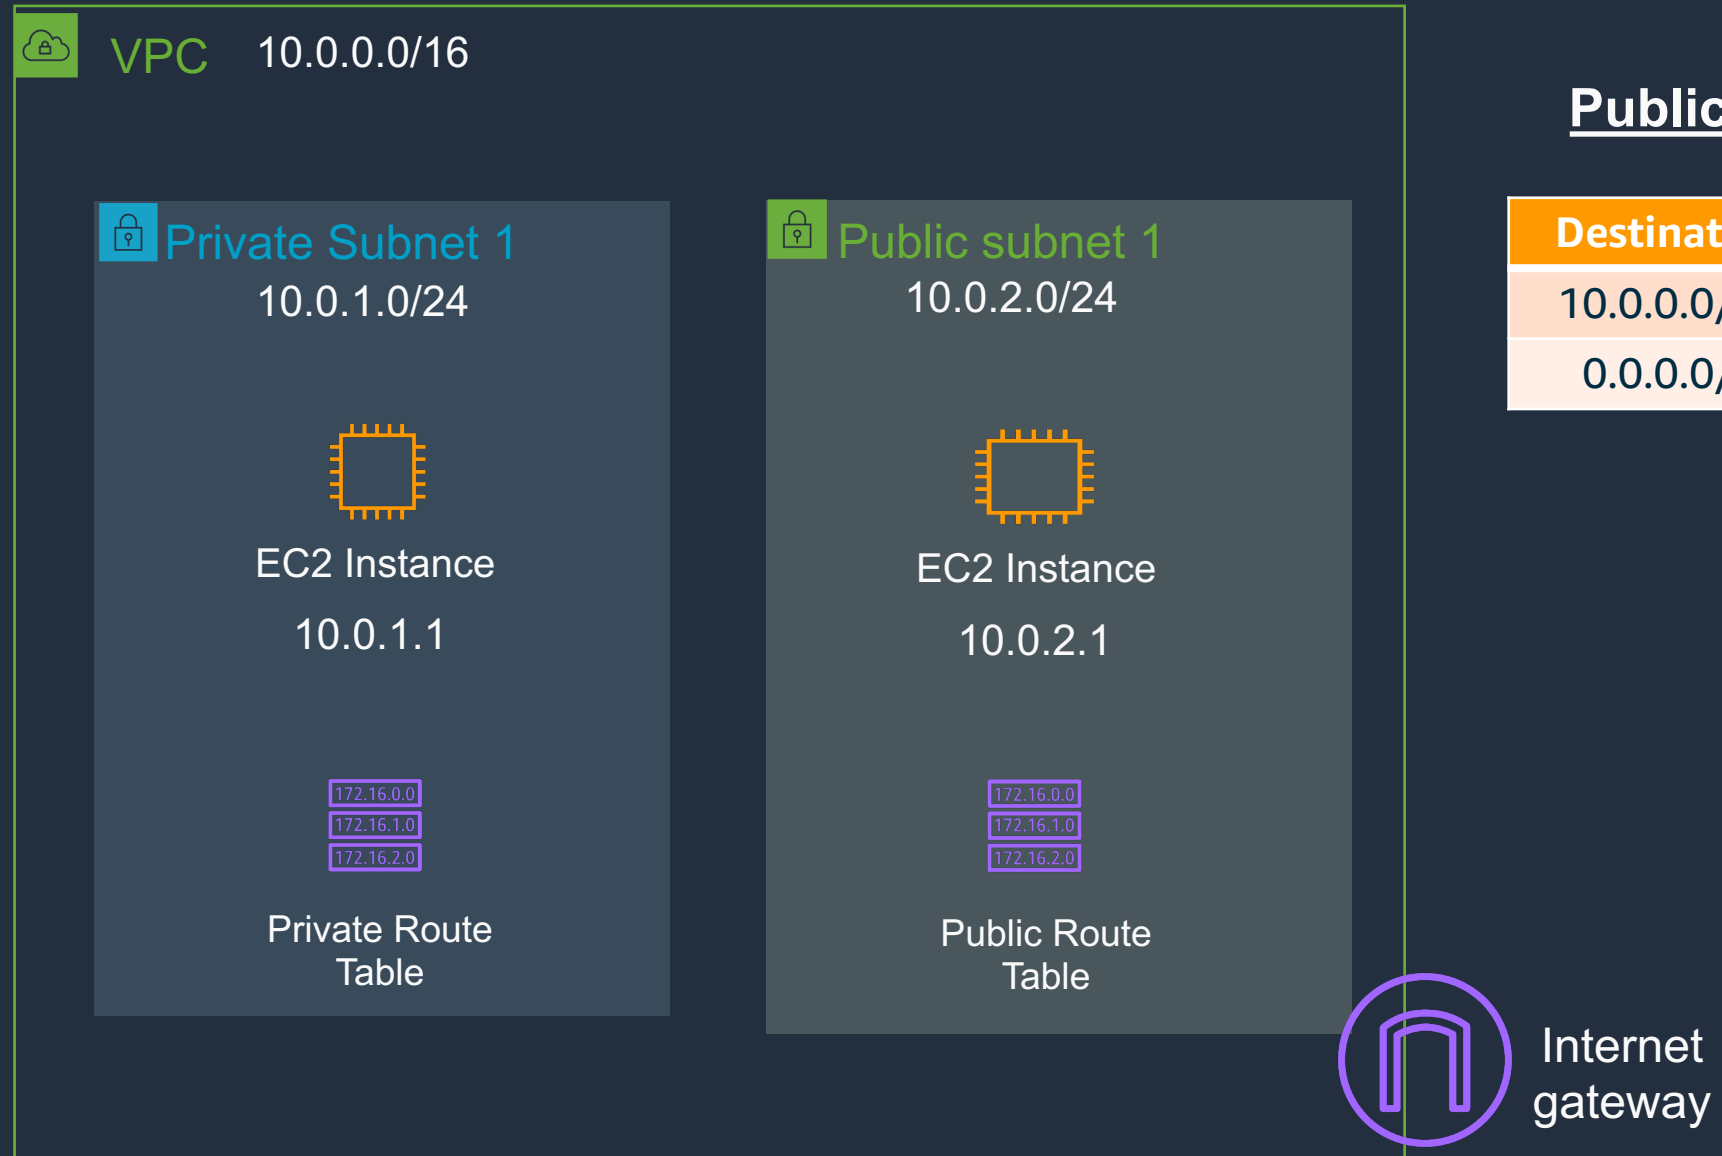 VPC 10.0.0.0/16
Private Subnet 1
10.0.1.0/24
EC2 Instance
10.0.1.1
172.16.0.0
172.16.1.0
172.16.2.0
Private Route
Table
Public subnet 1
10.0.2.0/24
EC2 Instance
10.0.2.1
172.16.0.0
172.16.1.0
172.16.2.0
Public Route
Table
Public
Destinat
10.0.0.0/
0.0.0.0/
Internet
gateway